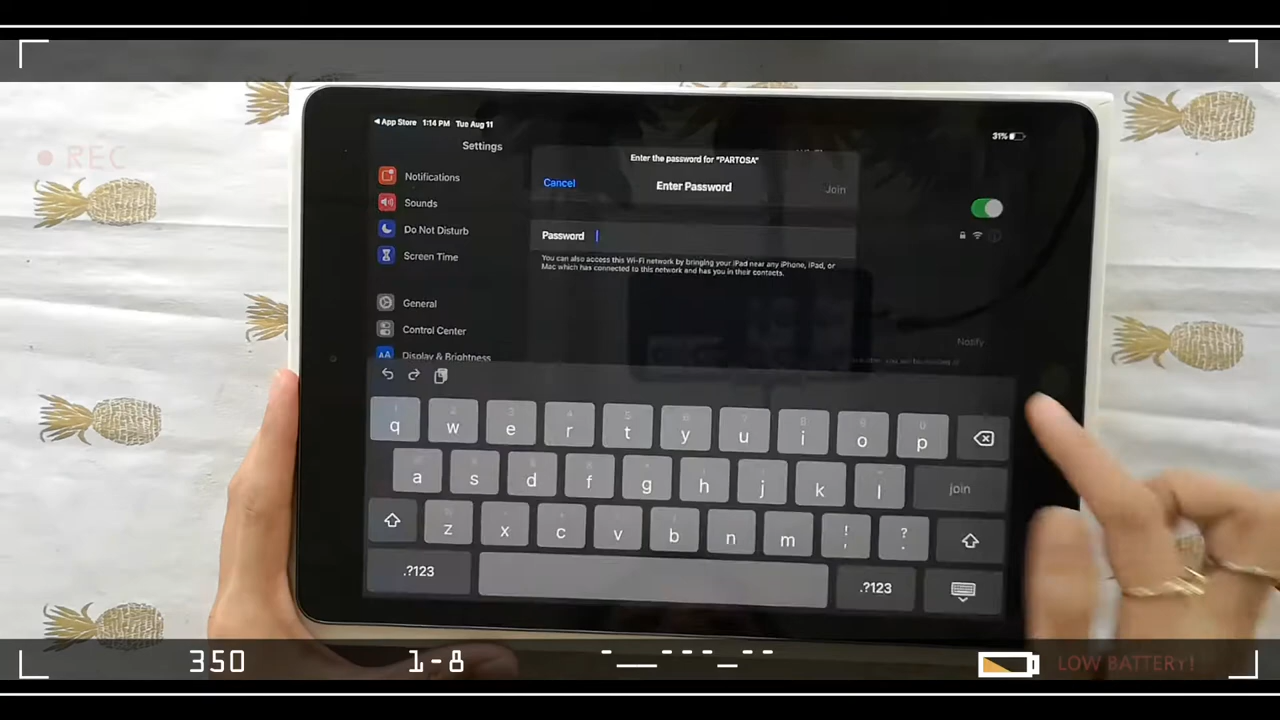 App Store 1:14 PM Tue Aug 11
31%
Settings
Enter the password for "PARTOSA"
Cancel
Enter Password
Join
Notifications
Sounds
Do Not Disturb
Screen Time
General
Control Center
Display & Brightness
Password
You can also access this Wi-Fi network by bringing your iPad near any iPhone, iPad, or
Mac which has connected to this network and has you in their contacts.
Notify
q w e r t y u i o p
a s d f g h j k l join
z x c v b n m ! , ? .
.?123 .?123
REC
350 1-8
LOW BATTERY!